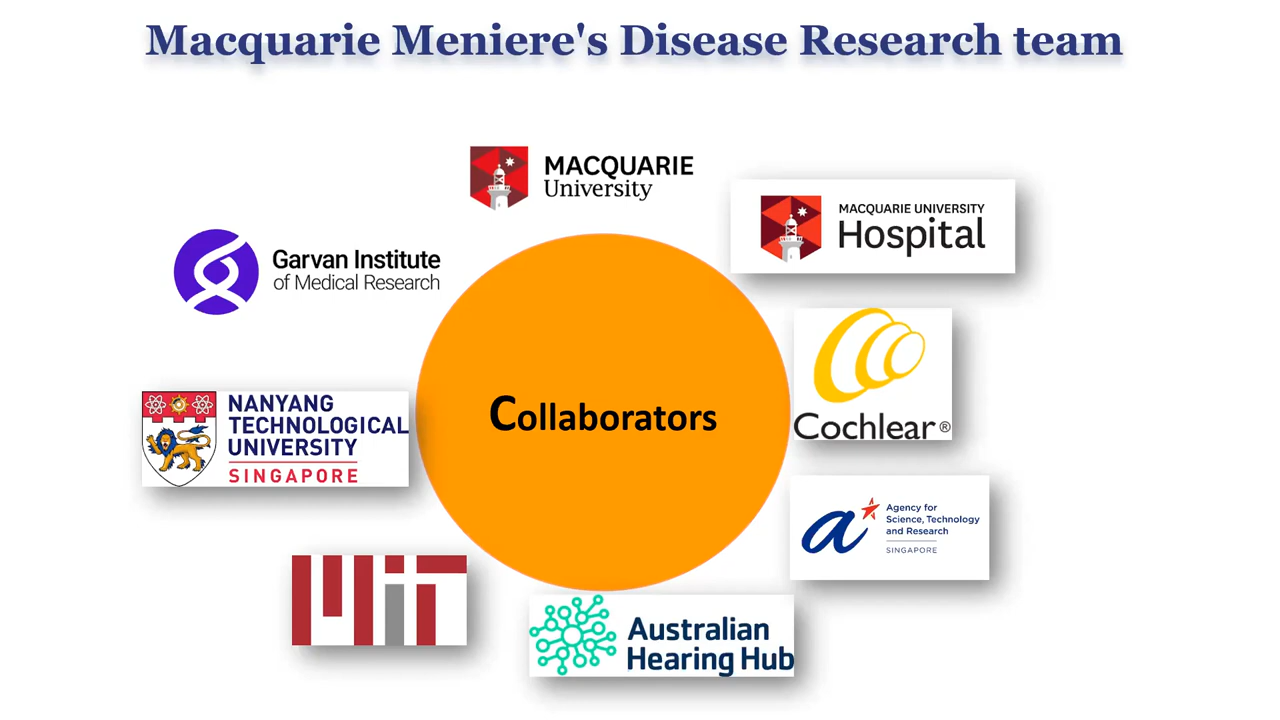 Macquarie Meniere's Disease Research team
MACQUARIE
University
MACQUARIE UNIVERSITY
Hospital
Garvan Institute
of Medical Research
Cochlear®
NANYANG
TECHNOLOGICAL
UNIVERSITY
SINGAPORE
Collaborators
a
Agency for
Science, Technology
and Research
SINGAPORE
MIT
Australian
Hearing Hub